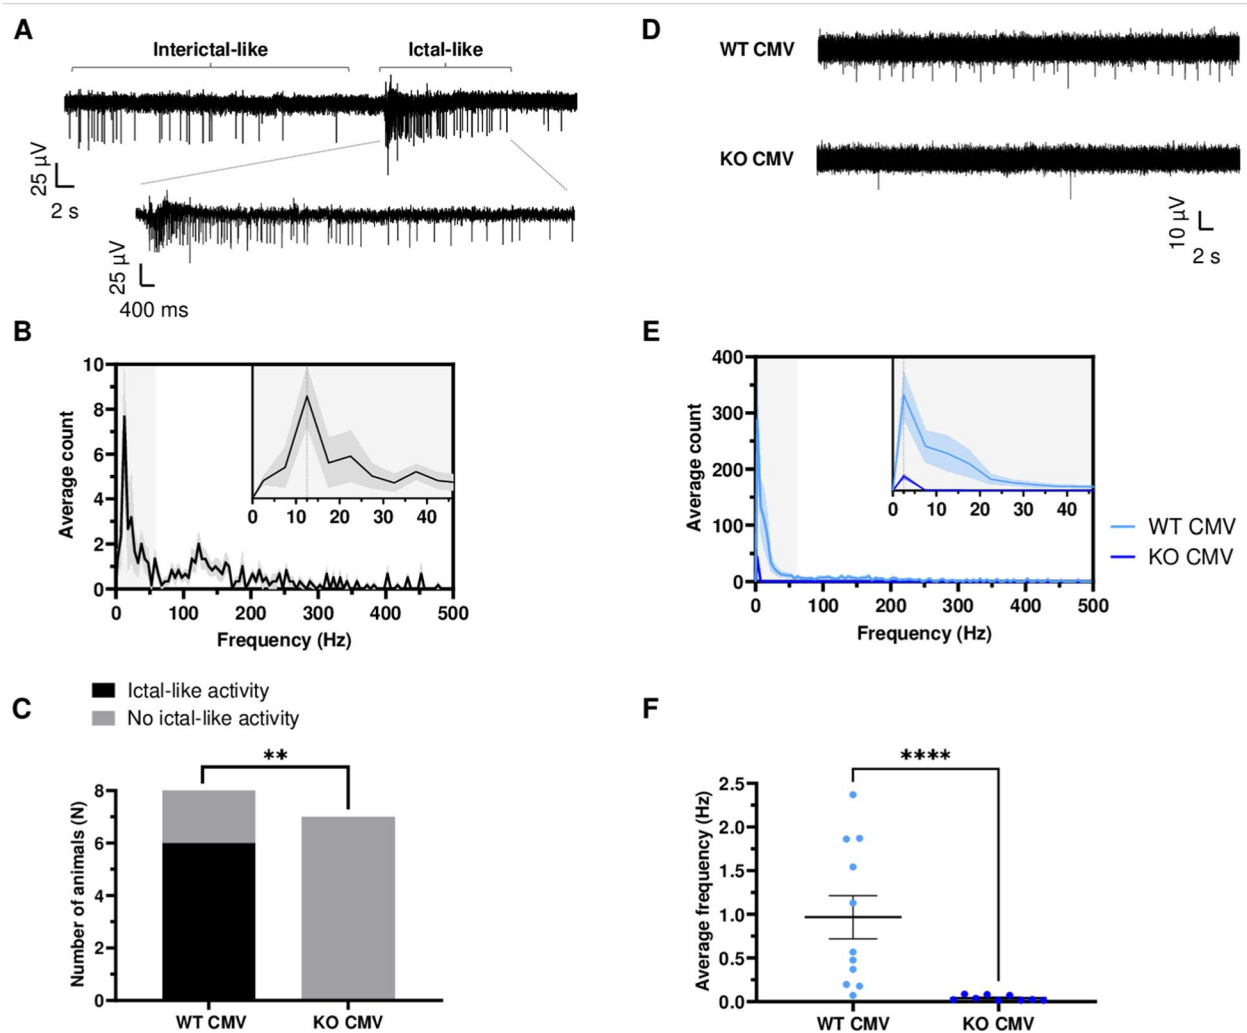 A
Interictal-like
Ictal-like
25 µV
2 s
25 µV
400 ms
D
WT CMV
KO CMV
10 µV
2 s
B
10
8
6
4
2
0
Average count
0 10 20 30 40
0 100 200 300 400 500
Frequency (Hz)
E
400
300
200
100
0
Average count
0 10 20 30 40
0 100 200 300 400 500
Frequency (Hz)
WT CMV
KO CMV
C
Ictal-like activity
No ictal-like activity
**
8
6
4
2
0
Number of animals (N)
WT CMV KO CMV
F
****
2.5
2.0
1.5
1.0
0.5
0.0
Average frequency (Hz)
WT CMV KO CMV